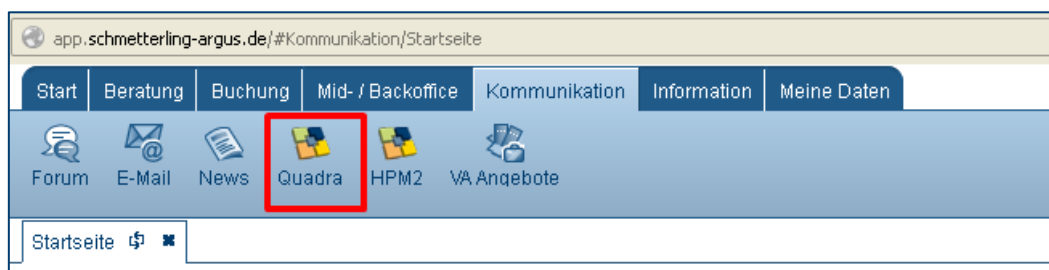 app.schmetterling-argus.de/#Kommunikation/Startseite
Start Beratung Buchung Mid- / Backoffice Kommunikation Information Meine Daten
Forum E-Mail News Quadra HPM2 VA Angebote
Startseite